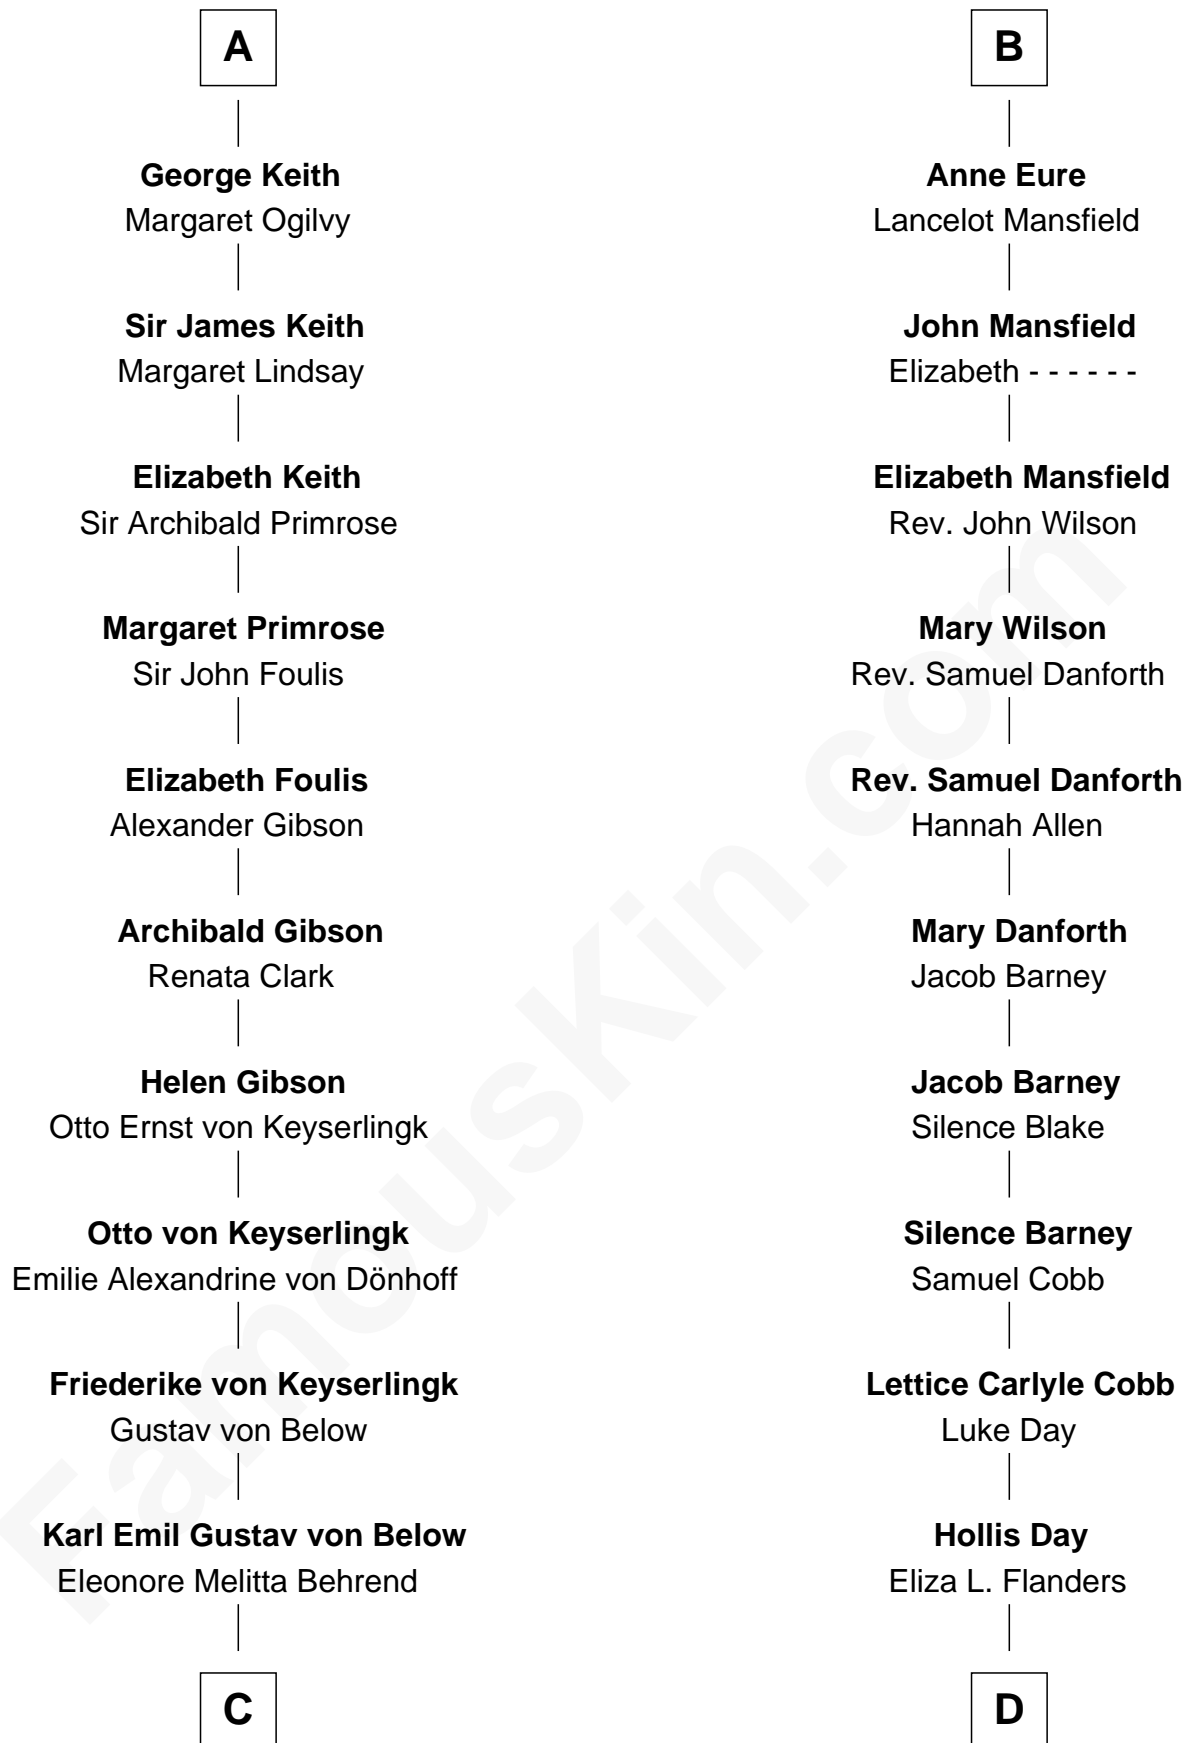 A
George Keith
Margaret Ogilvy
Sir James Keith
Margaret Lindsay
Elizabeth Keith
Sir Archibald Primrose
Margaret Primrose
Sir John Foulis
Elizabeth Foulis
Alexander Gibson
Archibald Gibson
Renata Clark
Helen Gibson
Otto Ernst von Keyserlingk
Otto von Keyserlingk
Emilie Alexandrine von Dönhoff
Friederike von Keyserlingk
Gustav von Below
Karl Emil Gustav von Below
Eleonore Melitta Behrend
C
B
Anne Eure
Lancelot Mansfield
John Mansfield
Elizabeth - - - - - -
Elizabeth Mansfield
Rev. John Wilson
Mary Wilson
Rev. Samuel Danforth
Rev. Samuel Danforth
Hannah Allen
Mary Danforth
Jacob Barney
Jacob Barney
Silence Blake
Silence Barney
Samuel Cobb
Lettice Carlyle Cobb
Luke Day
Hollis Day
Eliza L. Flanders
D
FamousKin.com